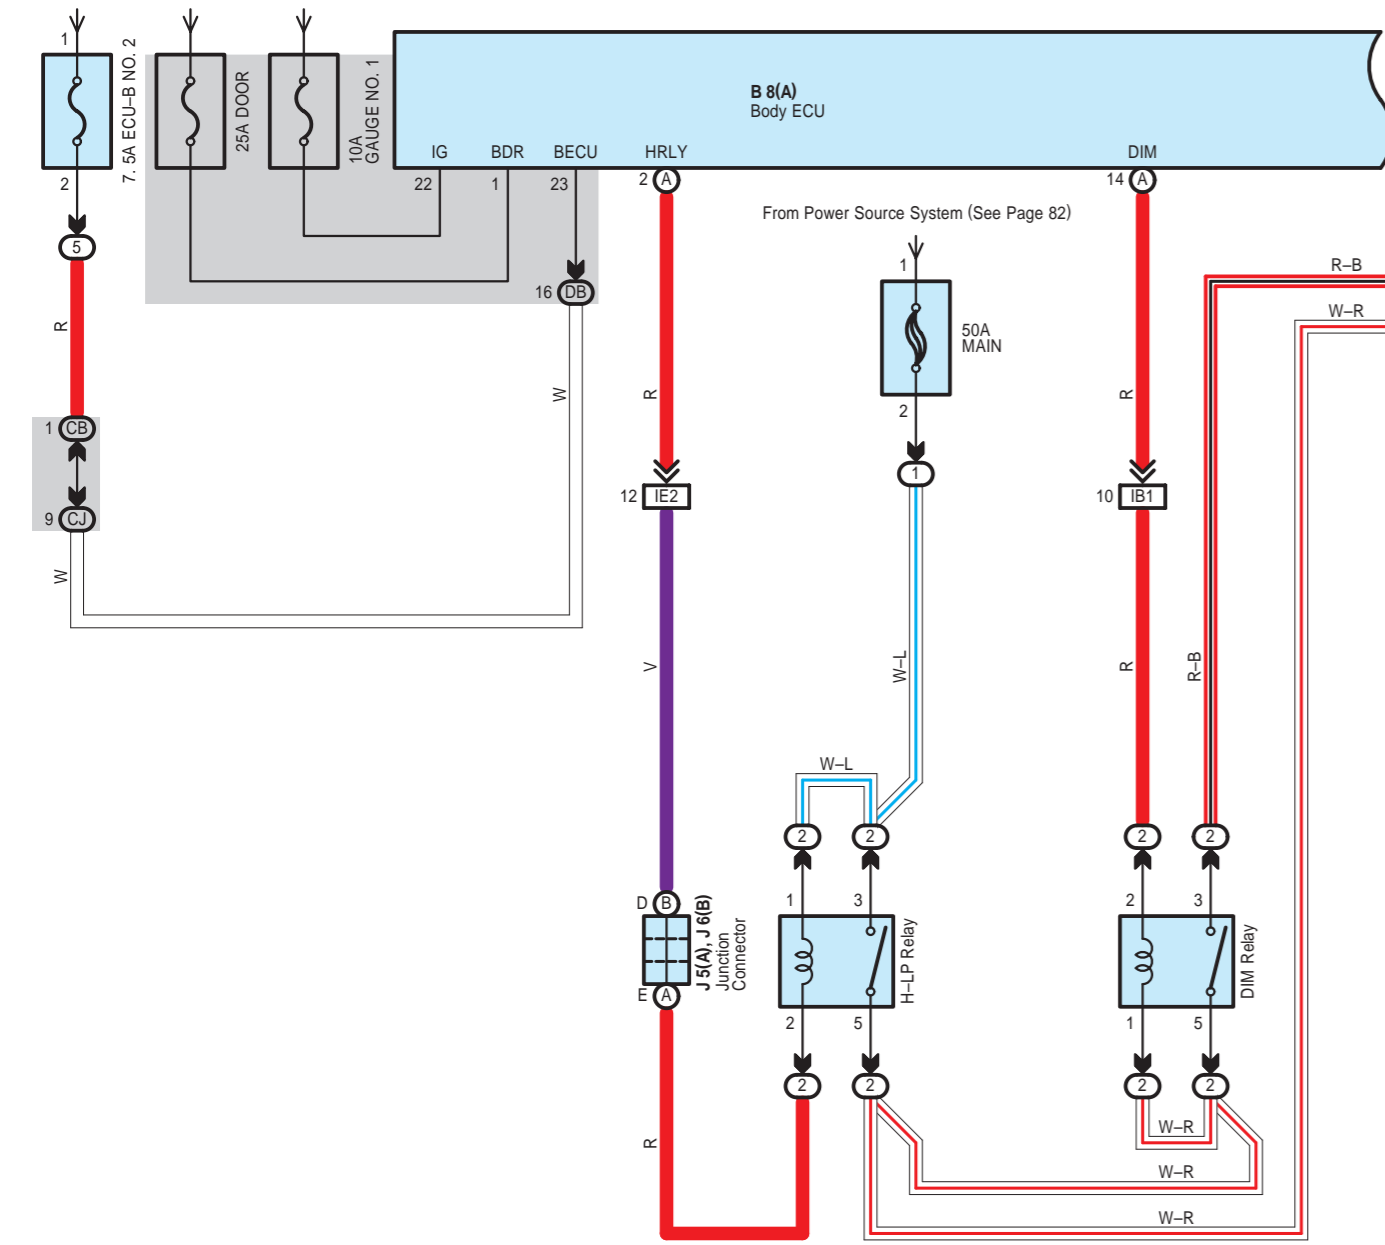 1
7. 5A ECU–B NO. 2
25A DOOR
10A
GAUGE NO. 1
B 8(A)
Body ECU
IG
BDR
BECU
HRLY
DIM
2
22
1
23
2 A
14 A
5
From Power Source System (See Page 82)
1
R–B
16 DB
W–R
R
50A
MAIN
W
R
R
2
1 CB
1
12 IE2
10 IB1
9 CJ
W
V
W–L
R
R–B
W–L
2
2
2
2
D B
1
3
2
3
J 5(A), J 6(B)
Junction
Connector
H–LP Relay
DIM Relay
E A
2
5
1
5
2
2
2
2
R
W–R
W–R
W–R